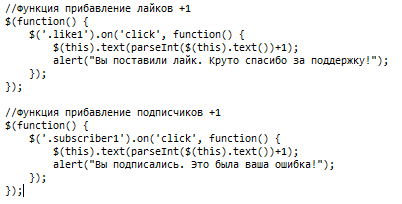 //Функция прибавление лайков +1
$(function() {
    $('.like1').on('click', function() {
        $(this).text(parseInt($(this).text())+1);
        alert("Вы поставили лайк. Круто спасибо за поддержку!");
    });
});

//Функция прибавление подписчиков +1
$(function() {
    $('.subscriber1').on('click', function() {
        $(this).text(parseInt($(this).text())+1);
        alert("Вы подписались. Это была ваша ошибка!");
    });
});